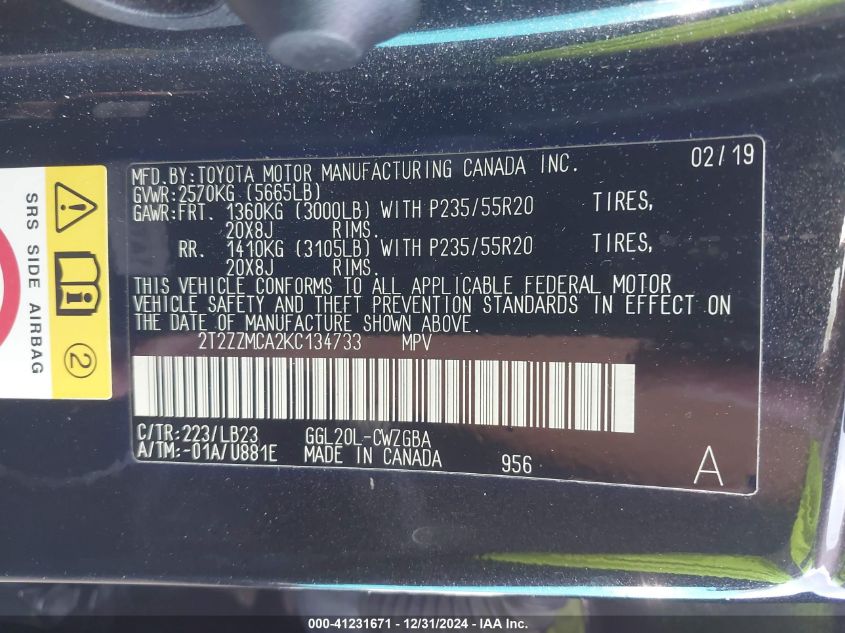 MFD. BY: TOYOTA MOTOR MANUFACTURING CANADA INC. 02/19
GVWR: 2570KG (5665LB)
GAWR: FRT. 1360KG (3000LB) WITH P235/55R20 TIRES,
20X8J RIMS.
RR. 1410KG (3105LB) WITH P235/55R20 TIRES,
20X8J RIMS.
THIS VEHICLE CONFORMS TO ALL APPLICABLE FEDERAL MOTOR
VEHICLE SAFETY AND THEFT PREVENTION STANDARDS IN EFFECT ON
THE DATE OF MANUFACTURE SHOWN ABOVE.
2T2ZZMCA2KC134733 MPV
C/TR: 223/LB23 GGL20L-CWZGBA
A/TM: -01A/U881E MADE IN CANADA 956 A
SRS SIDE AIRBAG
2
000-41231671 - 12/31/2024 - IAA Inc.